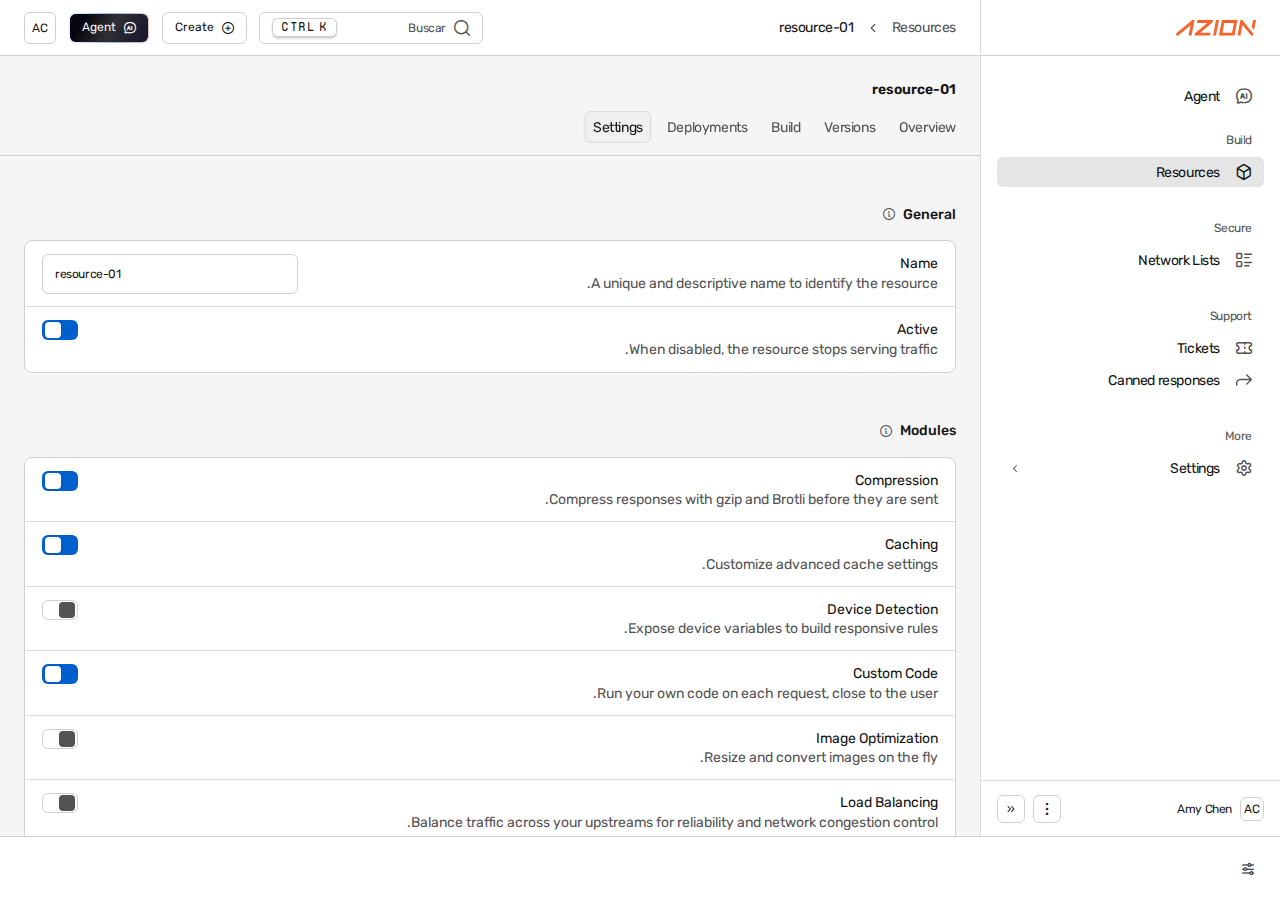 AZION
Resources
resource-01
Buscar
CTRL K
Create
Agent
AC
Agent
Build
Resources
Secure
Network Lists
Support
Tickets
Canned responses
More
Settings
AC
Amy Chen
resource-01
Overview
Versions
Build
Deployments
Settings
General
Name
.A unique and descriptive name to identify the resource
resource-01
Active
.When disabled, the resource stops serving traffic
Modules
Compression
.Compress responses with gzip and Brotli before they are sent
Caching
.Customize advanced cache settings
Device Detection
.Expose device variables to build responsive rules
Custom Code
.Run your own code on each request, close to the user
Image Optimization
.Resize and convert images on the fly
Load Balancing
.Balance traffic across your upstreams for reliability and network congestion control